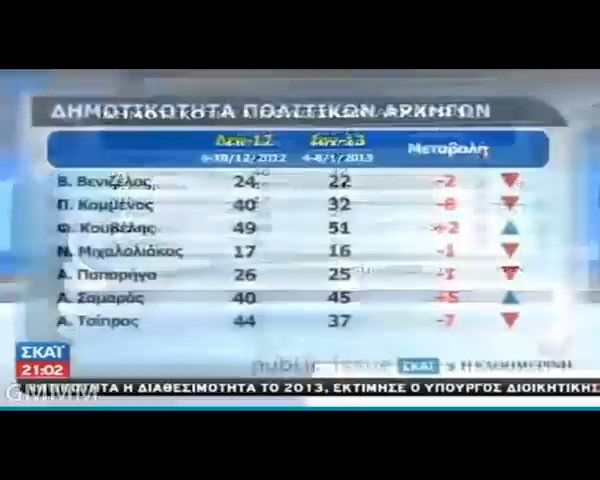 ΔΗΜΟΤΙΚΟΤΗΤΑ ΠΟΛΙΤΙΚΩΝ ΑΡΧΗΓΩΝ
Δεκ-12 Ιαν-13 Μεταβολή
6-10/12/2012 4-8/1/2013
Β. Βενιζέλος 24 22 -2
Π. Καμμένος 40 32 -8
Φ. Κουβέλης 49 51 +2
Ν. Μιχαλολιάκος 17 16 -1
Α. Παπαρήγα 26 25 -1
Α. Σαμαράς 40 45 +5
Α. Τσίπρας 44 37 -7
public issue ΣΚΑΪ Η ΚΑΘΗΜΕΡΙΝΗ
ΣΚΑΪ
21:02
Η ΔΙΑΘΕΣΙΜΟΤΗΤΑ ΤΟ 2013, ΕΚΤΙΜΗΣΕ Ο ΥΠΟΥΡΓΟΣ ΔΙΟΙΚΗΤΙΚΗΣ
GMMM